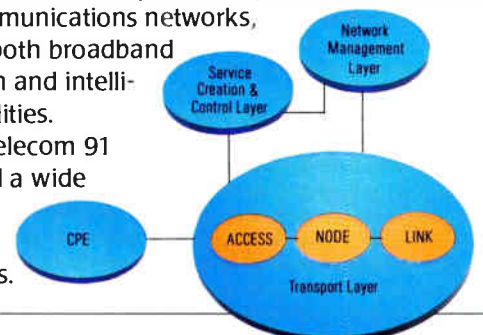 munications networks,
both broadband
n and intelli-
lities.
elecom 91
a wide
s.
Network
Management
Layer
Service
Creation &
Control Layer
CPE
ACCESS
NODE
LINK
Transport Layer